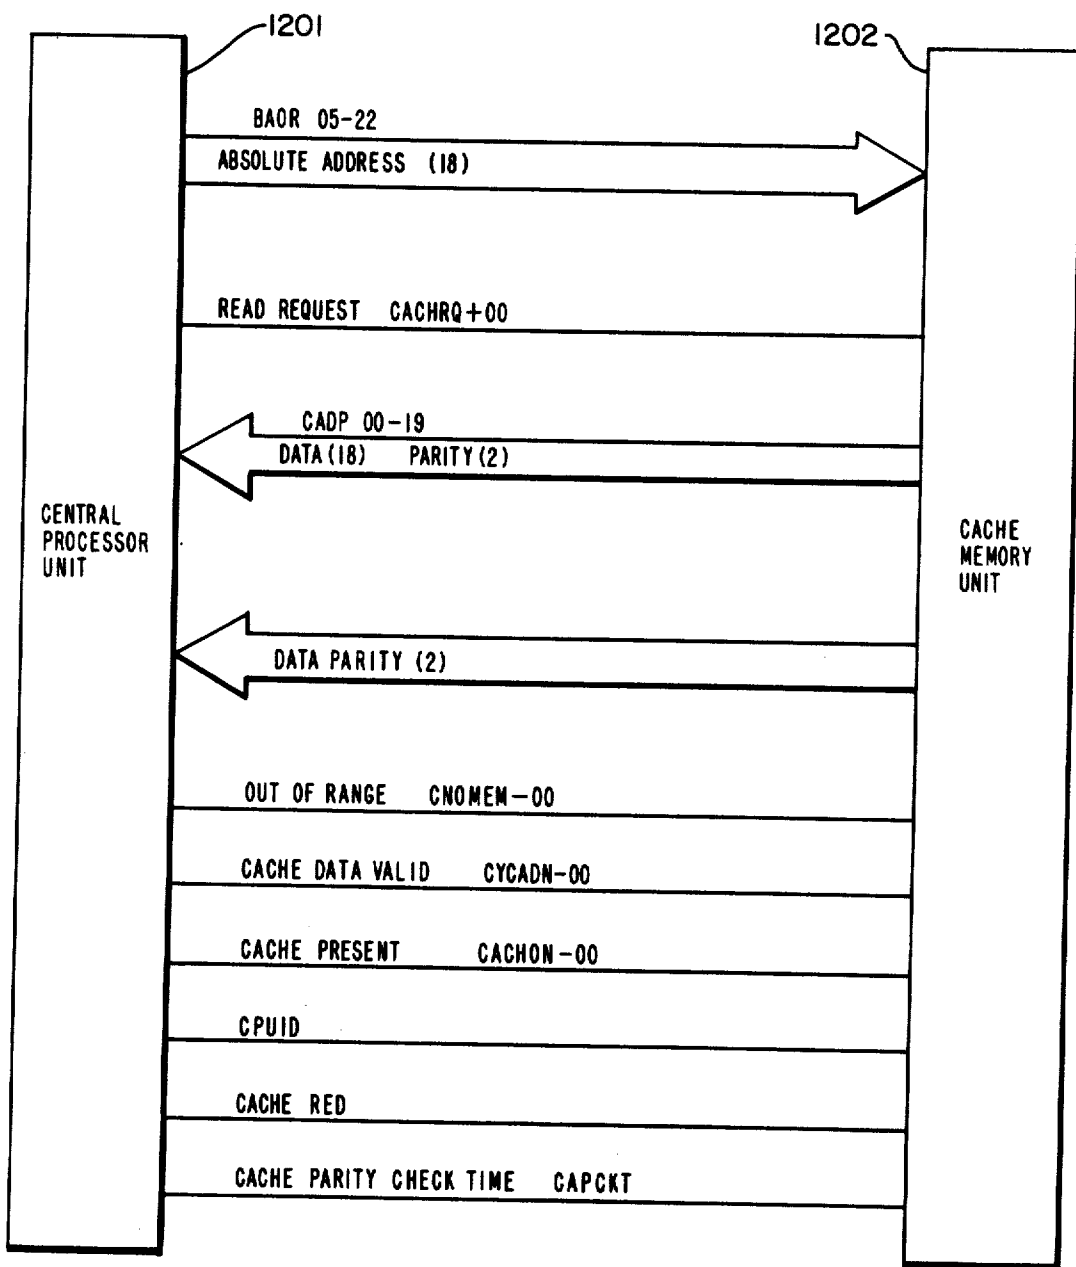 1201
1202
BAOR 05-22
ABSOLUTE ADDRESS (18)
READ REQUEST CACHRQ+00
CADP 00-19
DATA(18) PARITY(2)
CENTRAL
PROCESSOR
UNIT
CACHE
MEMORY
UNIT
DATA PARITY (2)
OUT OF RANGE CNOMEM-00
CACHE DATA VALID CYCADN-00
CACHE PRESENT CACHON-00
CPUID
CACHE RED
CACHE PARITY CHECK TIME CAPCKT